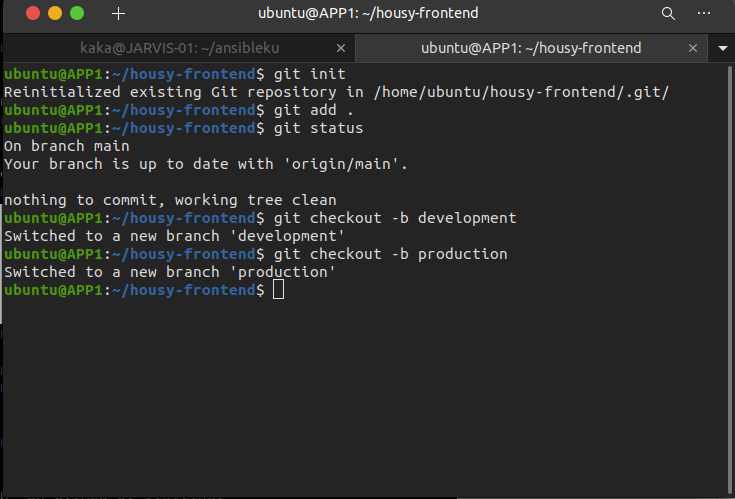 ubuntu@APP1: ~/housy-frontend
kaka@JARVIS-01: ~/ansibleku
ubuntu@APP1: ~/housy-frontend
ubuntu@APP1:~/housy-frontend$ git init
Reinitialized existing Git repository in /home/ubuntu/housy-frontend/.git/
ubuntu@APP1:~/housy-frontend$ git add .
ubuntu@APP1:~/housy-frontend$ git status
On branch main
Your branch is up to date with 'origin/main'.
nothing to commit, working tree clean
ubuntu@APP1:~/housy-frontend$ git checkout -b development
Switched to a new branch 'development'
ubuntu@APP1:~/housy-frontend$ git checkout -b production
Switched to a new branch 'production'
ubuntu@APP1:~/housy-frontend$